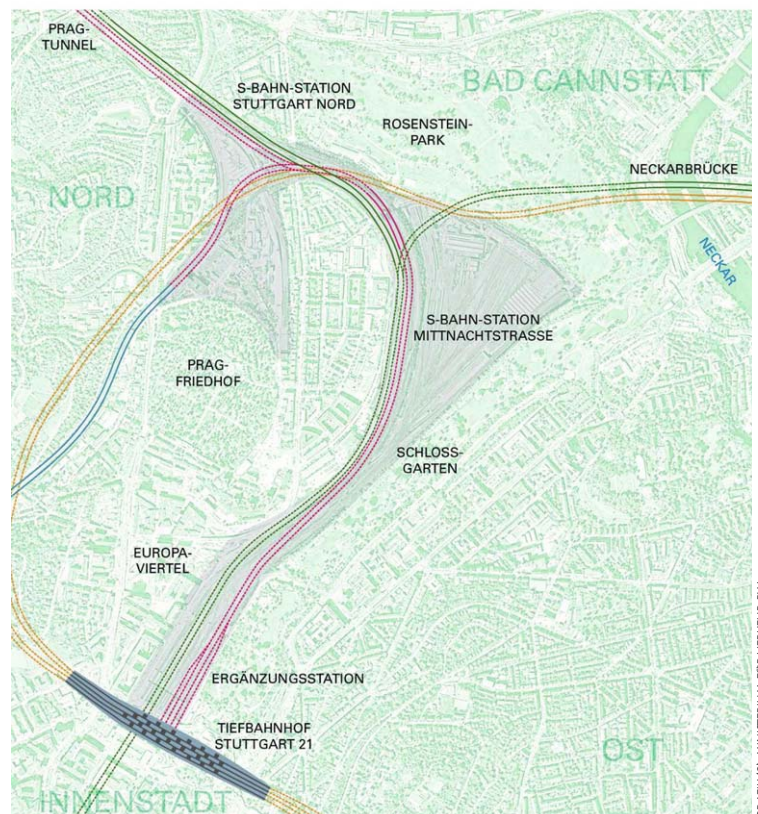 PRAG-
TUNNEL
S-BAHN-STATION
STUTTGART NORD
BAD CANNSTATT
ROSENSTEIN-
PARK
NECKARBRÜCKE
NORD
NECKAR
S-BAHN-STATION
MITTNACHTSTRASSE
PRAG-
FRIEDHOF
SCHLOSS-
GARTEN
EUROPA-
VIERTEL
ERGÄNZUNGSSTATION
TIEFBAHNHOF
STUTTGART 21
OST
INNENSTADT